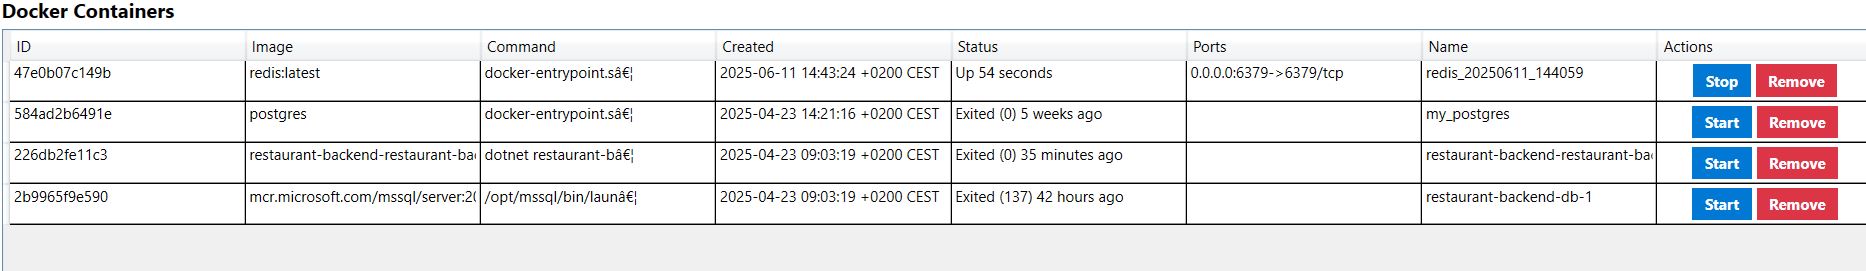 Docker Containers
ID Image Command Created Status Ports Name Actions
47e0b07c149b redis:latest docker-entrypoint.sâ€¦ 2025-06-11 14:43:24 +0200 CEST Up 54 seconds 0.0.0.0:6379->6379/tcp redis_20250611_144059 Stop Remove
584ad2b6491e postgres docker-entrypoint.sâ€¦ 2025-04-23 14:21:16 +0200 CEST Exited (0) 5 weeks ago my_postgres Start Remove
226db2fe11c3 restaurant-backend-restaurant-ba dotnet restaurant-bâ€¦ 2025-04-23 09:03:19 +0200 CEST Exited (0) 35 minutes ago restaurant-backend-restaurant-ba Start Remove
2b9965f9e590 mcr.microsoft.com/mssql/server:20 /opt/mssql/bin/launâ€¦ 2025-04-23 09:03:19 +0200 CEST Exited (137) 42 hours ago restaurant-backend-db-1 Start Remove